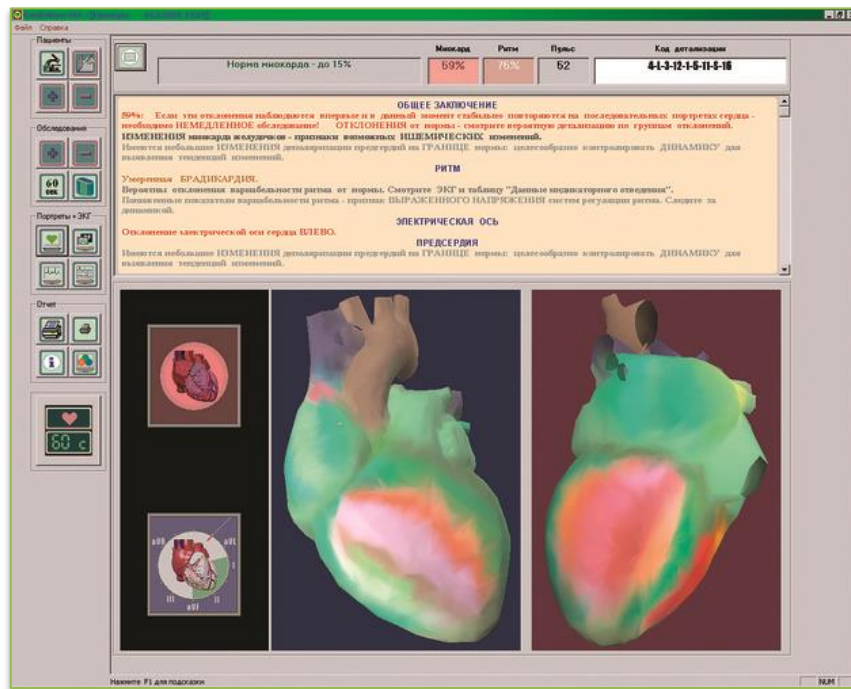 Файл Справка
Пациенты
Обследования
60
сек
Портреты + ЭКГ
Отчет
60 с
Миокард Ритм Пульс Код детализации
Норма миокарда - до 15% 59% 75% 52 4-L-3-12-1-5-11-5-16
ОБЩЕЕ ЗАКЛЮЧЕНИЕ
59%: Если эти отклонения наблюдаются впервые и в данный момент стабильно повторяются на последовательных портретах сердца -
необходимо НЕМЕДЛЕННОЕ обследование! ОТКЛОНЕНИЯ от нормы - смотрите вероятную детализацию по группам отклонений.
ИЗМЕНЕНИЯ миокарда желудочков - признаки возможных ИШЕМИЧЕСКИХ изменений.
Имеются небольшие ИЗМЕНЕНИЯ деполяризации предсердий на ГРАНИЦЕ нормы: целесообразно контролировать ДИНАМИКУ для
выявления тенденций изменений.
РИТМ
Умеренная БРАДИКАРДИЯ.
Вероятны отклонения вариабельности ритма от нормы. Смотрите ЭКГ и таблицу "Данные индикаторного отведения".
показатели вариабельности ритма - признак ВЫРАЖЕННОГО НАПРЯЖЕНИЯ систем регуляции ритма. Следите за
динамикой.
ЭЛЕКТРИЧЕСКАЯ ОСЬ
Отклонение электрической оси сердца ВЛЕВО.
ПРЕДСЕРДИЯ
Имеются небольшие ИЗМЕНЕНИЯ деполяризации предсердий на ГРАНИЦЕ нормы: целесообразно контролировать ДИНАМИКУ для
выявления тенденций изменений.
aVR aVL
I
III II
aVF
Нажмите F1 для подсказки NUM